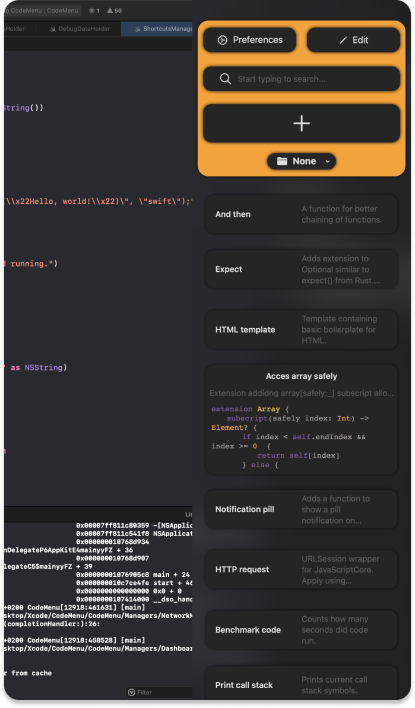 CodeMenu : CodeMenu 1 50
Holder DebugDataHolder ShortcutsManage
String())
(\\x22Hello, world!\\x22)\", \"swift\");"
d running.")
as NSString)
0x00007ff811c80359 -[NSApplic
0x00007ff811c541f8 NSApplicat
0x000000010768d934
nDelegateP6AppKitE4mainyyFZ + 36
0x000000010768d907
legateC5$mainyyFZ + 39
0x00000001076905c8 main + 24
0x000000010c7ce4fe start + 46
0x0000000000000000 0x0 + 0
0x0000000107414000 __dso_hand
+0200 CodeMenu[12918:461631] [main]
sktop/Xcode/CodeMenu/CodeMenu/Managers/NetworkM
(completionHandler:):26:
+0200 CodeMenu[12918:458528] [main]
sktop/Xcode/CodeMenu/CodeMenu/Managers/Dashboar
r from cache
Filter
Preferences
Edit
Start typing to search...
None
And then
A function for better
chaining of functions.
Expect
Adds extension to
Optional similar to
expect() from Rust....
HTML template
Template containing
basic boilerplate for
HTML.
Acces array safely
Extension addidng array[safely:_] subscript allo...
extension Array {
subscript(safely index: Int) ->
Element? {
if index < self.endIndex &&
index >= 0 {
return self[index]
} else {
Notification pill
Adds a function to
show a pill
notification on...
HTTP request
URLSession wrapper
for JavaScriptCore.
Apply using...
Benchmark code
Counts how many
seconds did code
run.
Print call stack
Prints current call
stack symbols.